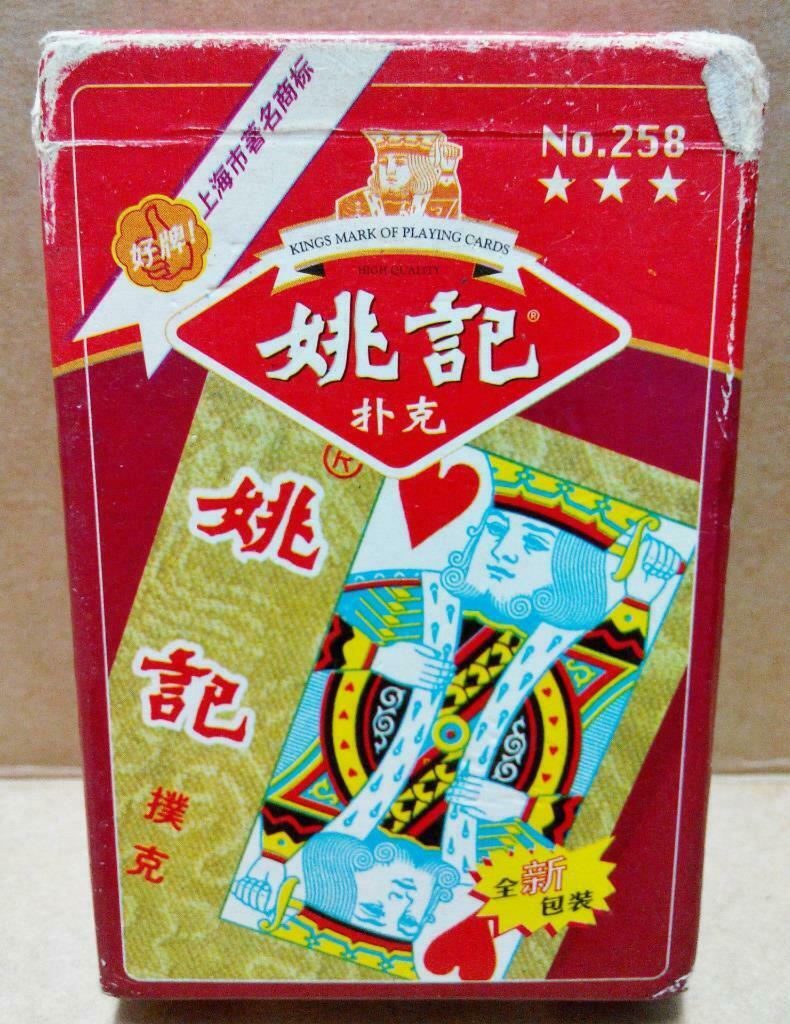 上海市著名商标
好牌!
No.258
KINGS MARK OF PLAYING CARDS
HIGH QUALITY
姚記®
扑克
®
姚
記
撲
克
全新
包装